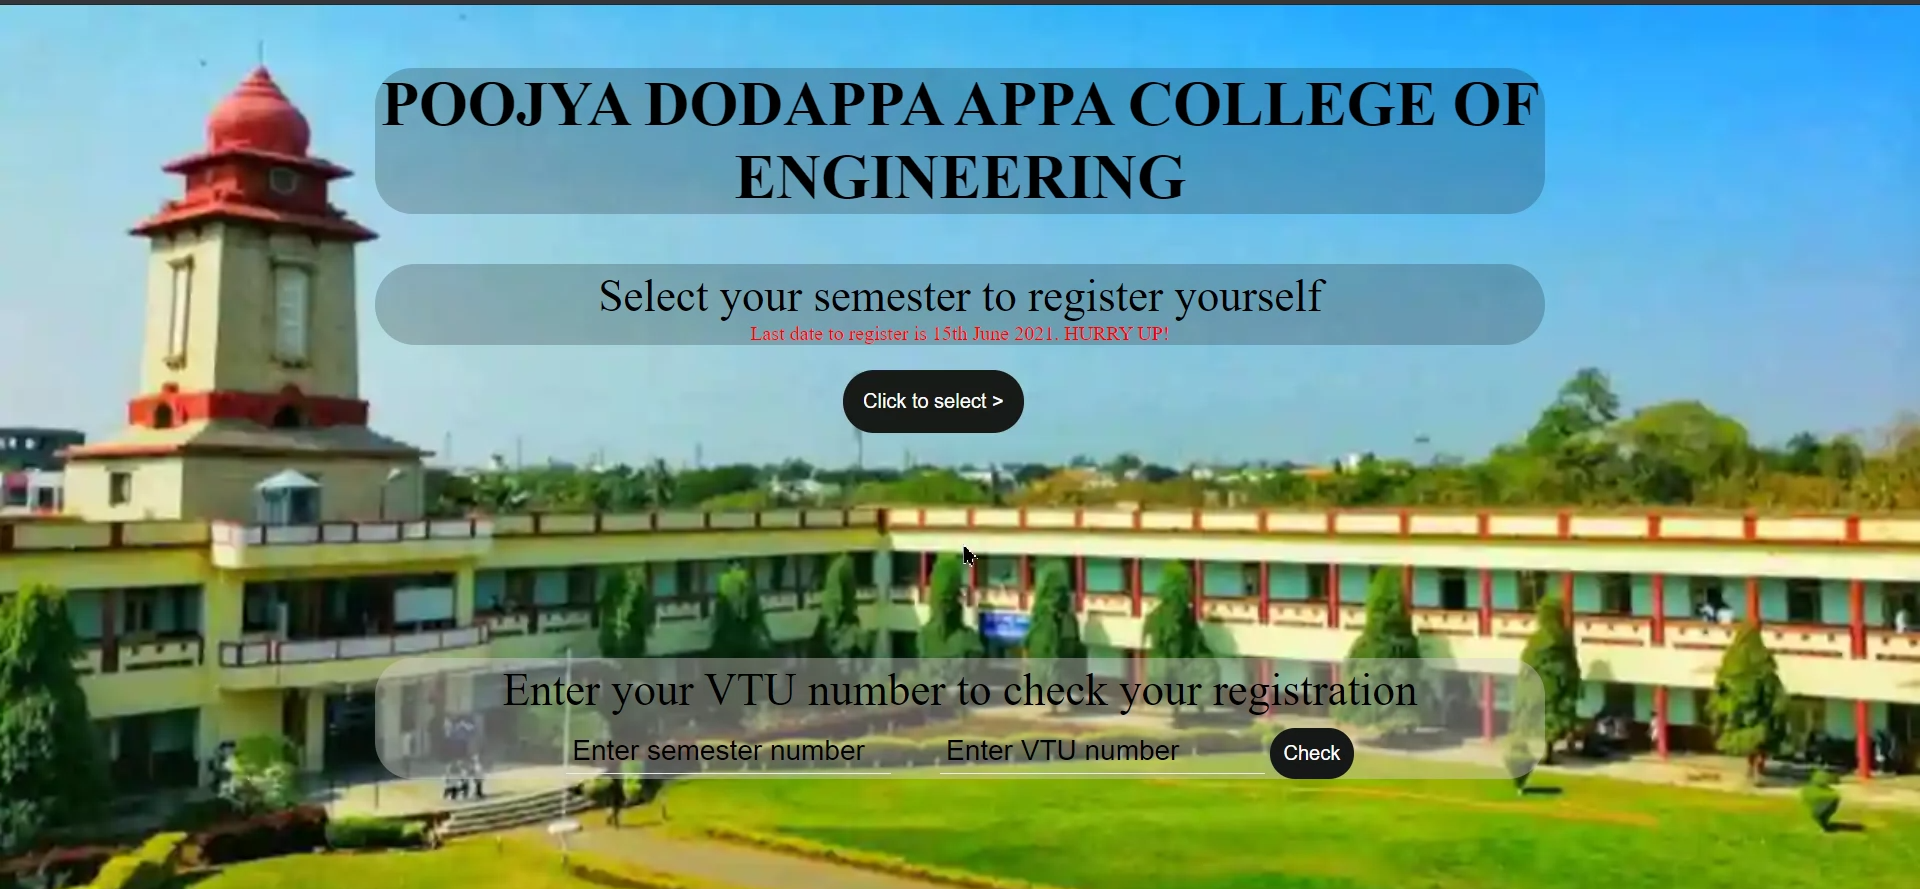 POOJYA DODAPPA APPA COLLEGE OF
ENGINEERING
Select your semester to register yourself
Last date to register is 15th June 2021. HURRY UP!
Click to select >
Enter your VTU number to check your registration
Enter semester number Enter VTU number Check